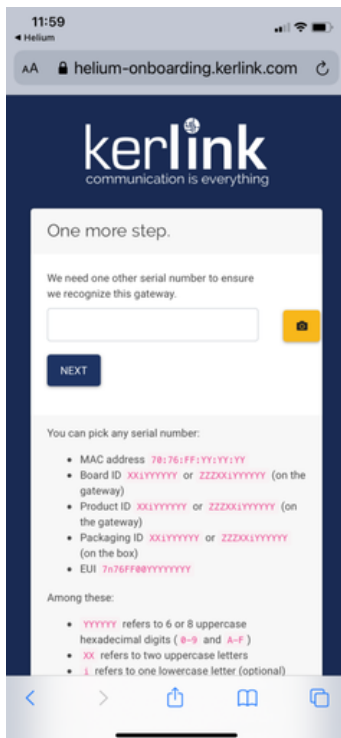 11:59
◀ Helium
AA helium-onboarding.kerlink.com
kerlink
communication is everything
One more step.
We need one other serial number to ensure
we recognize this gateway.
NEXT
You can pick any serial number:
• MAC address 70:76:FF:YY:YY:YY
• Board ID XXiYYYYYY or ZZZXXiYYYYYY (on the
gateway)
• Product ID XXiYYYYYY or ZZZXXiYYYYYY (on
the gateway)
• Packaging ID XXiYYYYYY or ZZZXXiYYYYYY
(on the box)
• EUI 7n76FF00YYYYYYYY
Among these:
• YYYYYY refers to 6 or 8 uppercase
hexadecimal digits ( 0-9 and A-F )
• XX refers to two uppercase letters
• i refers to one lowercase letter (optional)